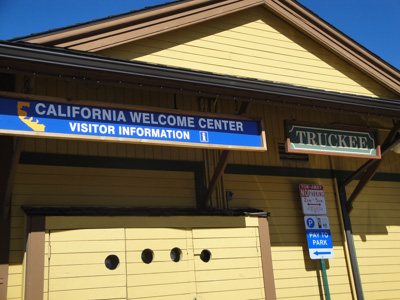 CALIFORNIA WELCOME CENTER
VISITOR INFORMATION i
TRUCKEE
PAY TO
PARK